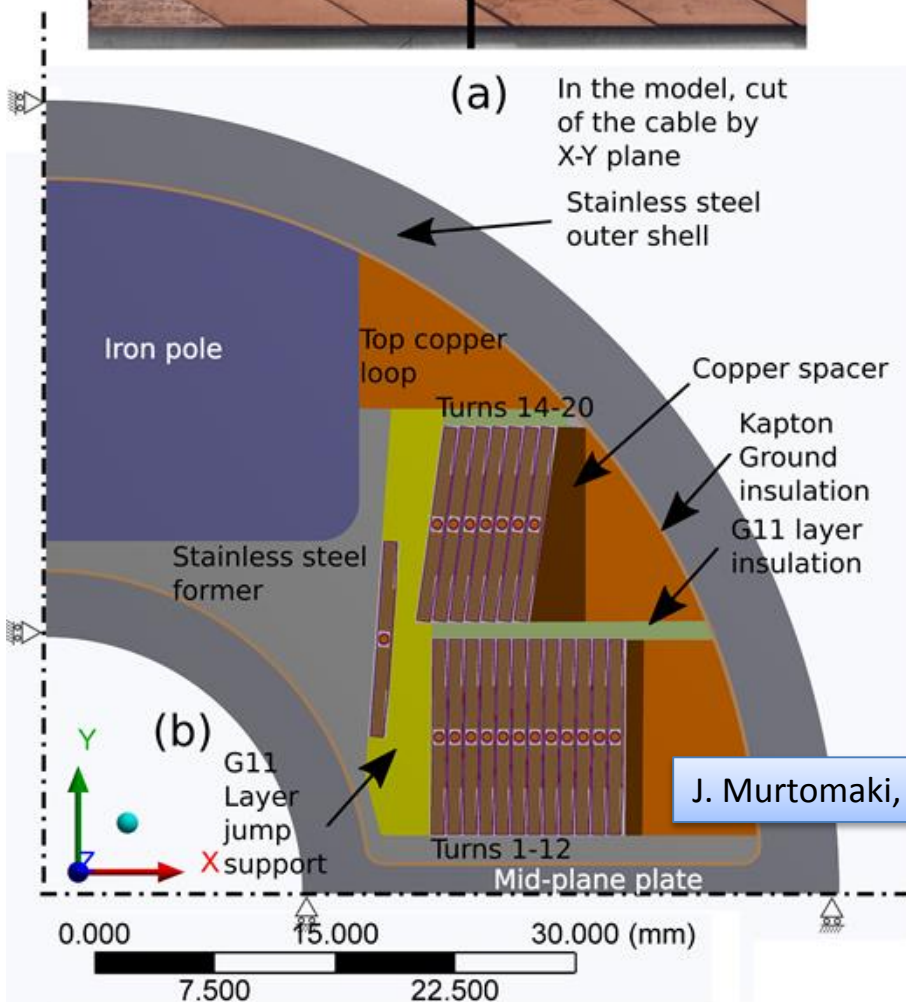 (a)
In the model, cut
of the cable by
X-Y plane
Stainless steel
outer shell
Iron pole
Top copper
loop
Copper spacer
Turns 14-20
Kapton
Ground
insulation
G11 layer
insulation
Stainless steel
former
(b)
Y
G11
Layer
jump
support
Z
X
J. Murtomaki,
Turns 1-12
Mid-plane plate
0.000
15.000
30.000 (mm)
7.500
22.500